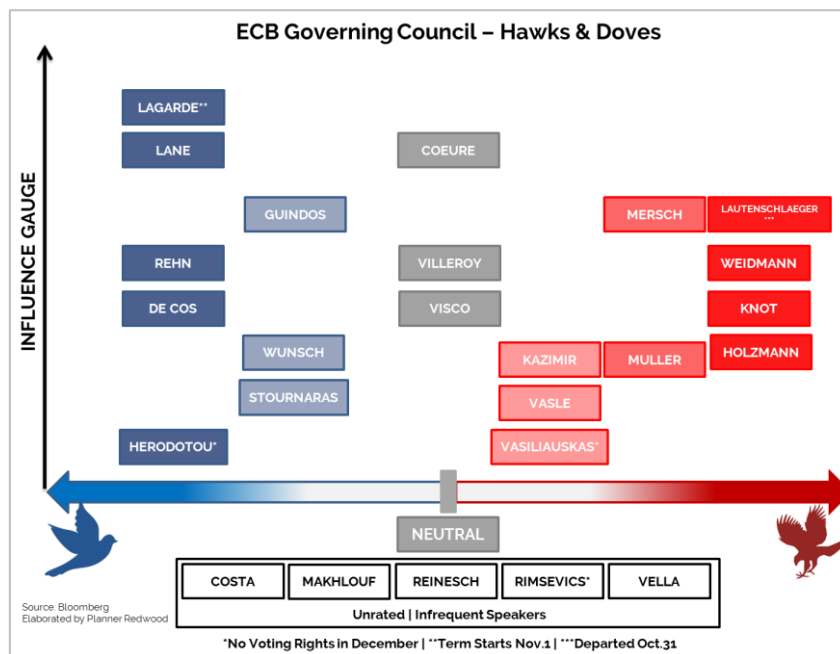 ECB Governing Council – Hawks & Doves
INFLUENCE GAUGE
LAGARDE**
LANE
COEURE
GUINDOS
MERSCH
LAUTENSCHLAEGER
***
REHN
VILLEROY
WEIDMANN
DE COS
VISCO
KNOT
WUNSCH
KAZIMIR
MULLER
HOLZMANN
STOURNARAS
VASLE
HERODOTOU*
VASILIAUSKAS*
NEUTRAL
COSTA
MAKHLOUF
REINESCH
RIMSEVICS*
VELLA
Unrated | Infrequent Speakers
Source: Bloomberg
Elaborated by Planner Redwood
*No Voting Rights in December | **Term Starts Nov.1 | ***Departed Oct.31